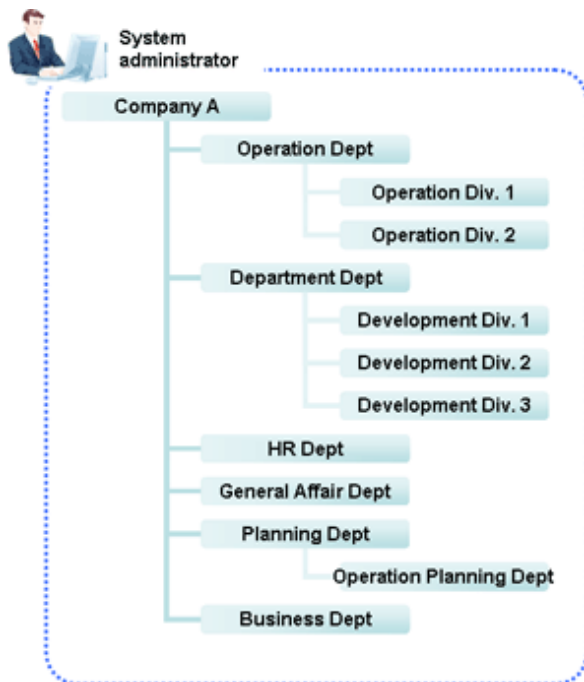 System
administrator
Company A
Operation Dept
Operation Div. 1
Operation Div. 2
Department Dept
Development Div. 1
Development Div. 2
Development Div. 3
HR Dept
General Affair Dept
Planning Dept
Operation Planning Dept
Business Dept